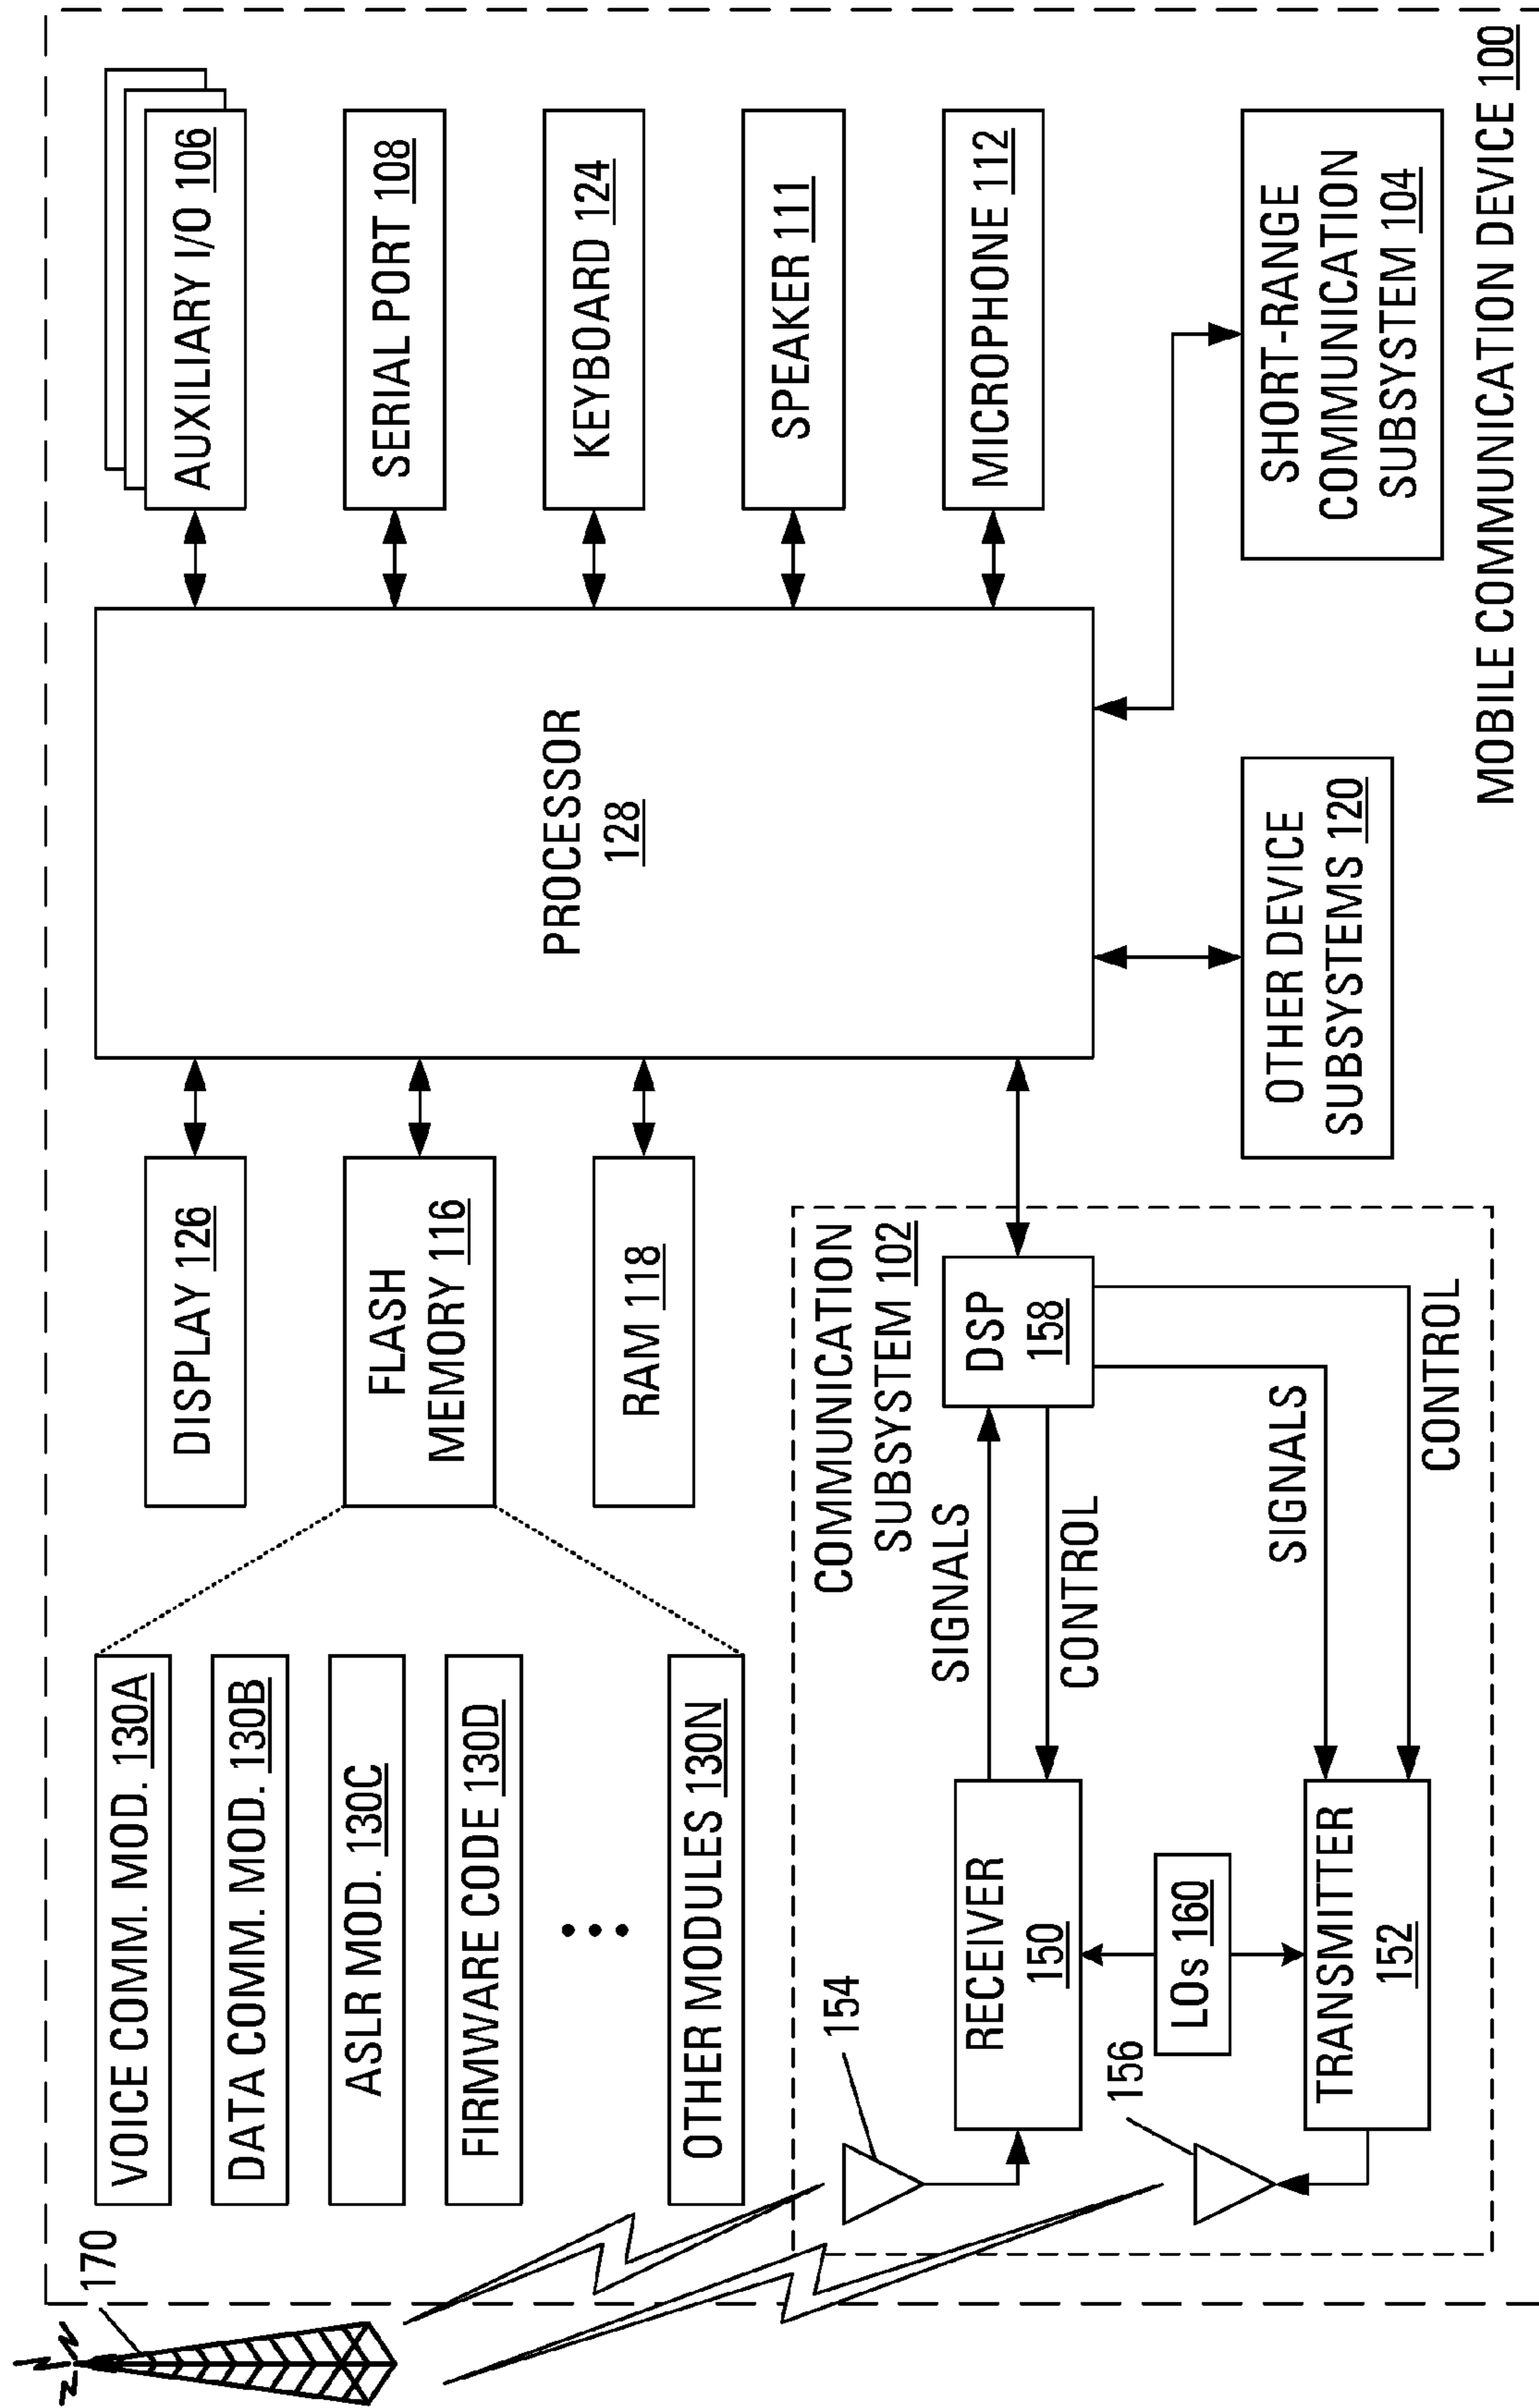 170
VOICE COMM. MOD. 130A
DATA COMM. MOD. 130B
ASLR MOD. 130C
FIRMWARE CODE 130D
OTHER MODULES 130N
DISPLAY 126
FLASH
MEMORY 116
RAM 118
PROCESSOR
128
AUXILIARY I/O 106
SERIAL PORT 108
KEYBOARD 124
SPEAKER 111
MICROPHONE 112
COMMUNICATION
SUBSYSTEM 102
154
RECEIVER
150
SIGNALS
CONTROL
DSP
158
156
LOs 160
TRANSMITTER
152
SIGNALS
CONTROL
OTHER DEVICE
SUBSYSTEMS 120
SHORT-RANGE
COMMUNICATION
SUBSYSTEM 104
MOBILE COMMUNICATION DEVICE 100